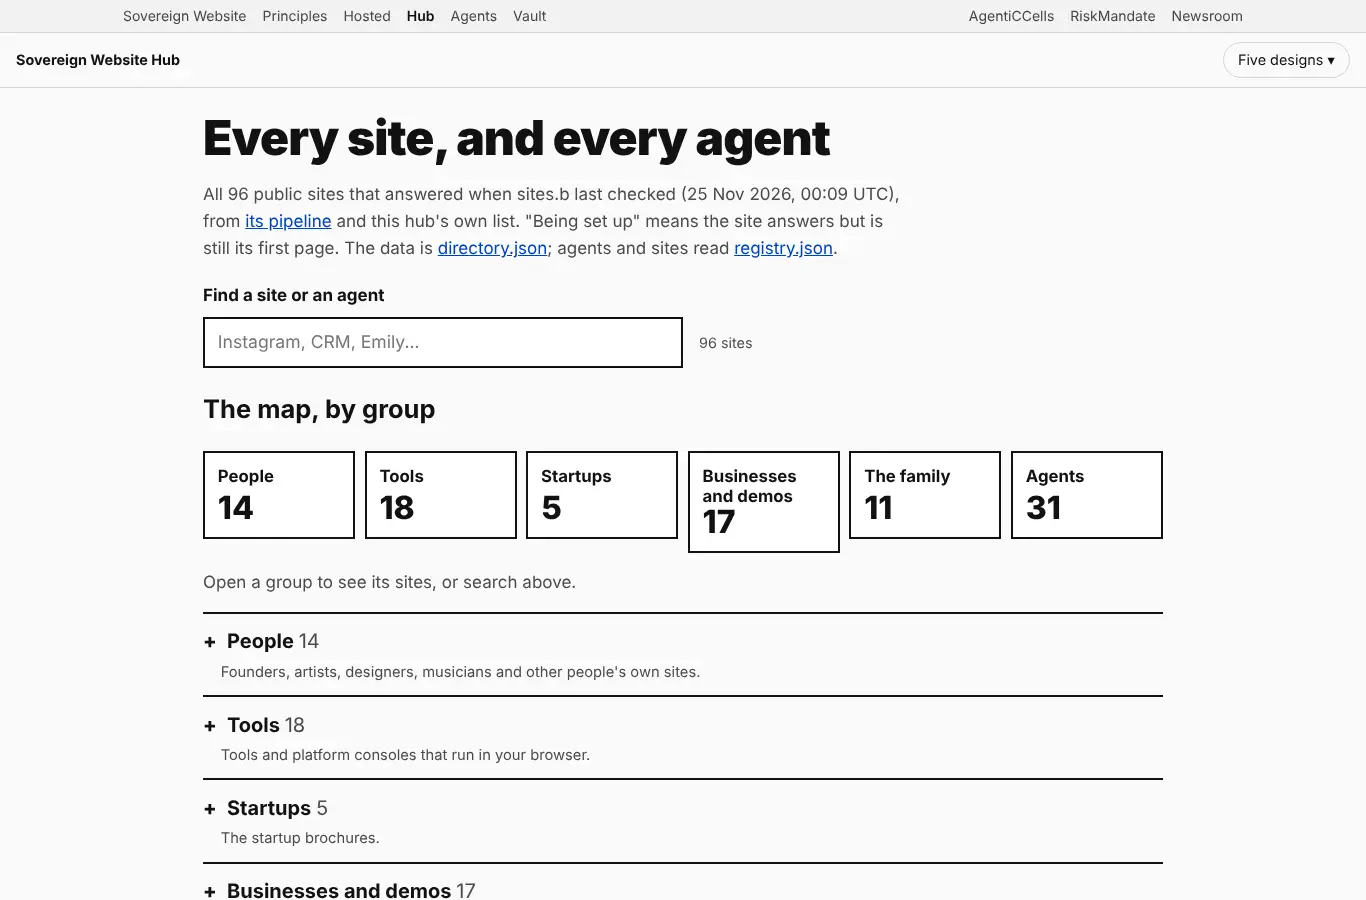 Sovereign Website Principles Hosted Hub Agents Vault AgentiCCells RiskMandate Newsroom
Sovereign Website Hub Five designs ▾
Every site, and every agent
All 96 public sites that answered when sites.b last checked (25 Nov 2026, 00:09 UTC),
from its pipeline and this hub's own list. "Being set up" means the site answers but is
still its first page. The data is directory.json; agents and sites read registry.json.
Find a site or an agent
Instagram, CRM, Emily...
96 sites
The map, by group
People
14
Tools
18
Startups
5
Businesses
and demos
17
The family
11
Agents
31
Open a group to see its sites, or search above.
+ People 14
Founders, artists, designers, musicians and other people's own sites.
+ Tools 18
Tools and platform consoles that run in your browser.
+ Startups 5
The startup brochures.
+ Businesses and demos 17